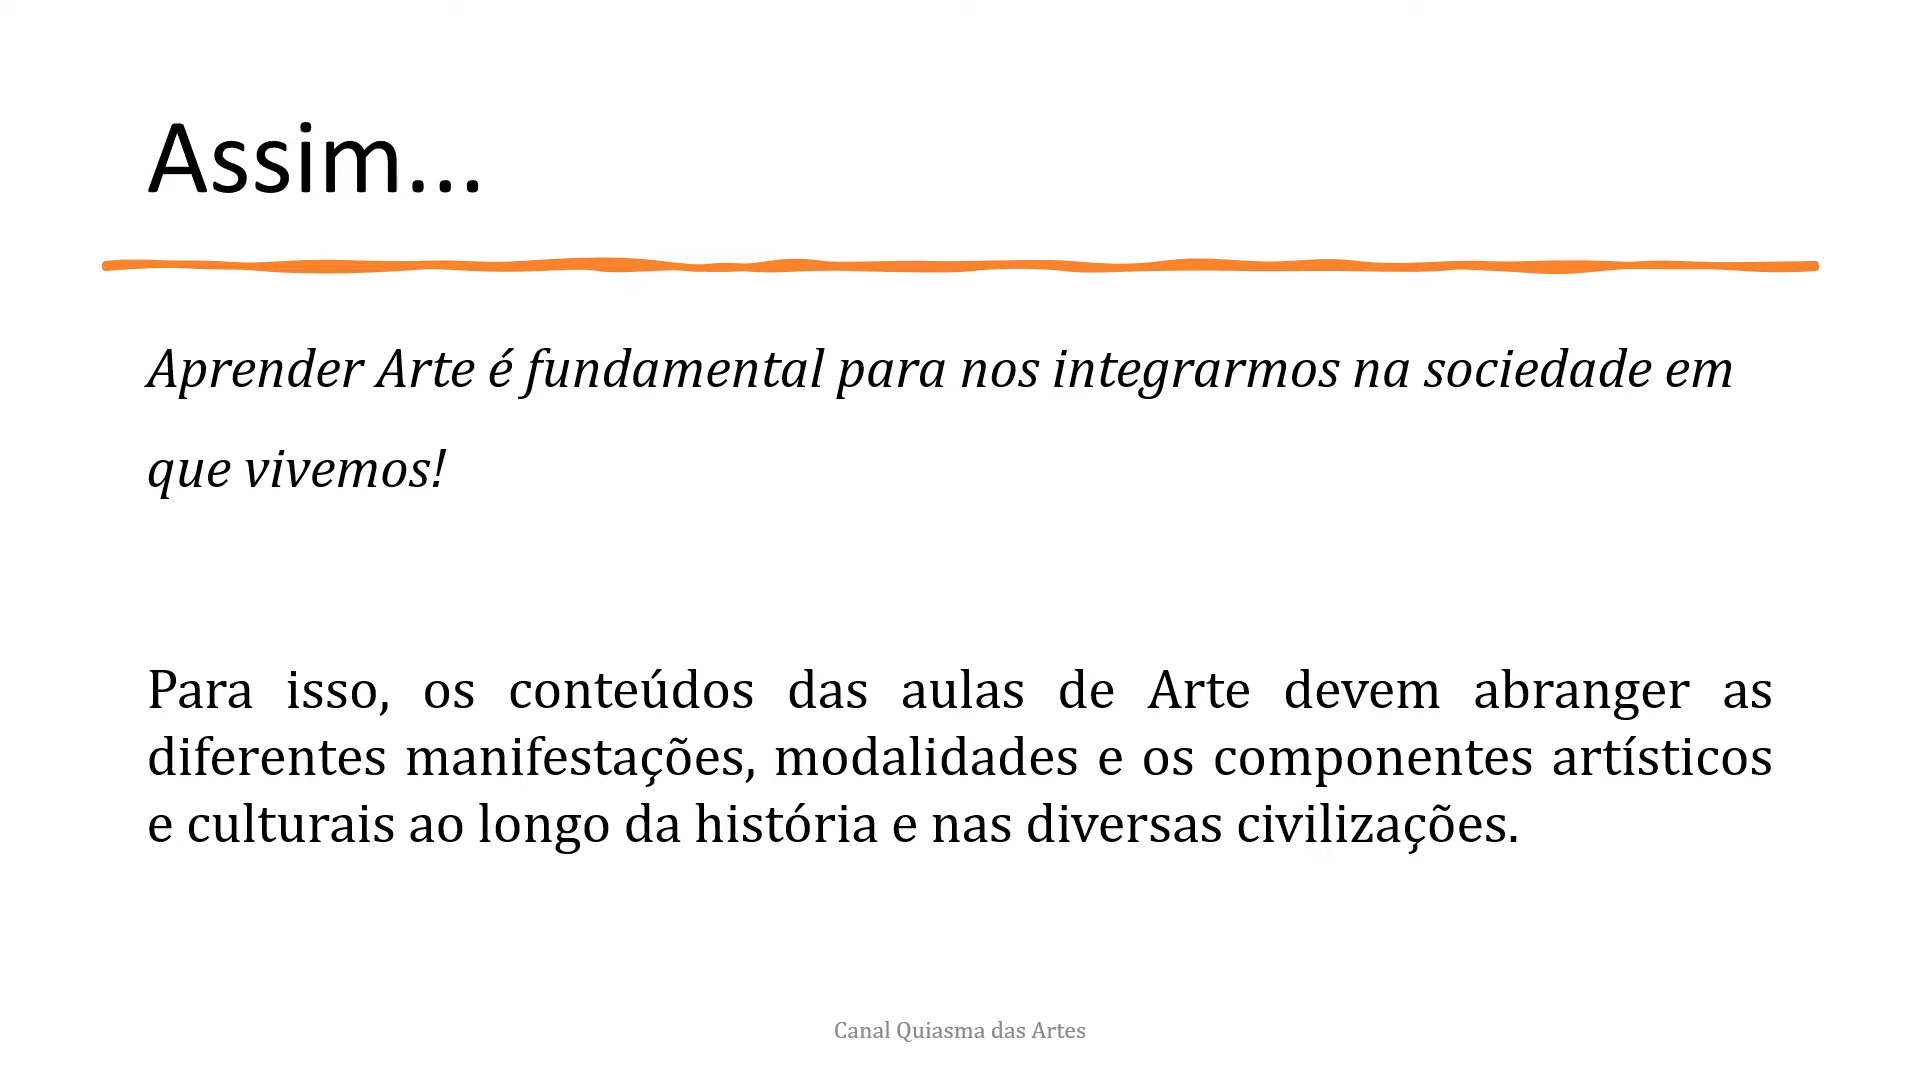 Assim...
Aprender Arte é fundamental para nos integrarmos na sociedade em
que vivemos!
Para isso, os conteúdos das aulas de Arte devem abranger as
diferentes manifestações, modalidades e os componentes artísticos
e culturais ao longo da história e nas diversas civilizações.
Canal Quiasma das Artes